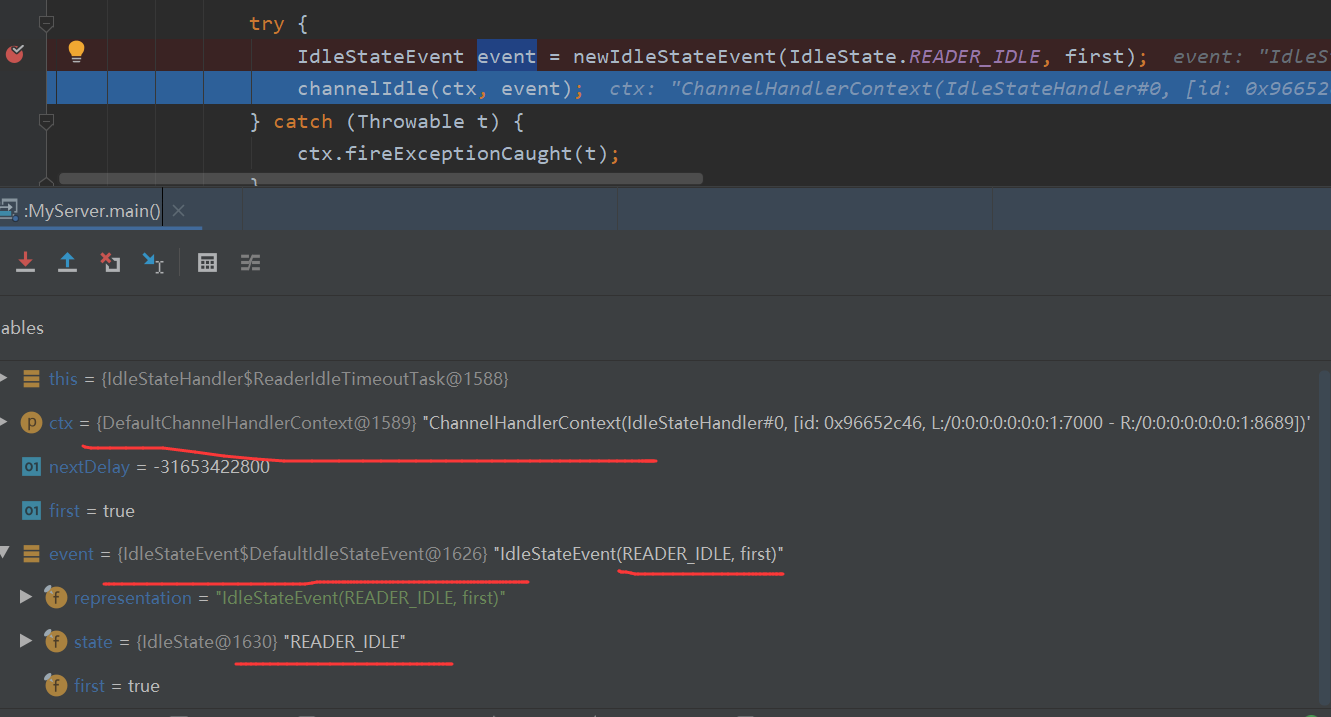 try {
IdleStateEvent event = newIdleStateEvent(IdleState.READER_IDLE, first); event: "IdleS
channelIdle(ctx, event); ctx: "ChannelHandlerContext(IdleStateHandler#0, [id: 0x96652
} catch (Throwable t) {
ctx.fireExceptionCaught(t);
}
:MyServer.main()
ables
this = {IdleStateHandler$ReaderIdleTimeoutTask@1588}
ctx = {DefaultChannelHandlerContext@1589} "ChannelHandlerContext(IdleStateHandler#0, [id: 0x96652c46, L:/0:0:0:0:0:0:0:1:7000 - R:/0:0:0:0:0:0:0:1:8689])'
nextDelay = -31653422800
first = true
event = {IdleStateEvent$DefaultIdleStateEvent@1626} "IdleStateEvent(READER_IDLE, first)"
representation = "IdleStateEvent(READER_IDLE, first)"
state = {IdleState@1630} "READER_IDLE"
first = true